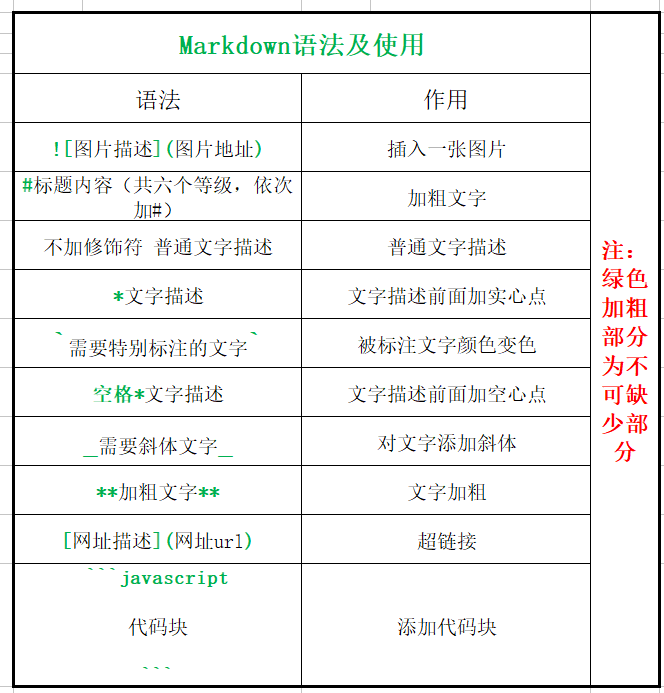 Markdown语法及使用
语法
作用
![图片描述](图片地址)
插入一张图片
#标题内容（共六个等级，依次
加#）
加粗文字
不加修饰符 普通文字描述
普通文字描述
*文字描述
文字描述前面加实心点
`需要特别标注的文字`
被标注文字颜色变色
空格*文字描述
文字描述前面加空心点
_需要斜体文字_
对文字添加斜体
**加粗文字**
文字加粗
[网址描述](网址url)
超链接
```javascript
代码块
```
添加代码块
注：
绿色
加粗
部分
为不
可缺
少部
分